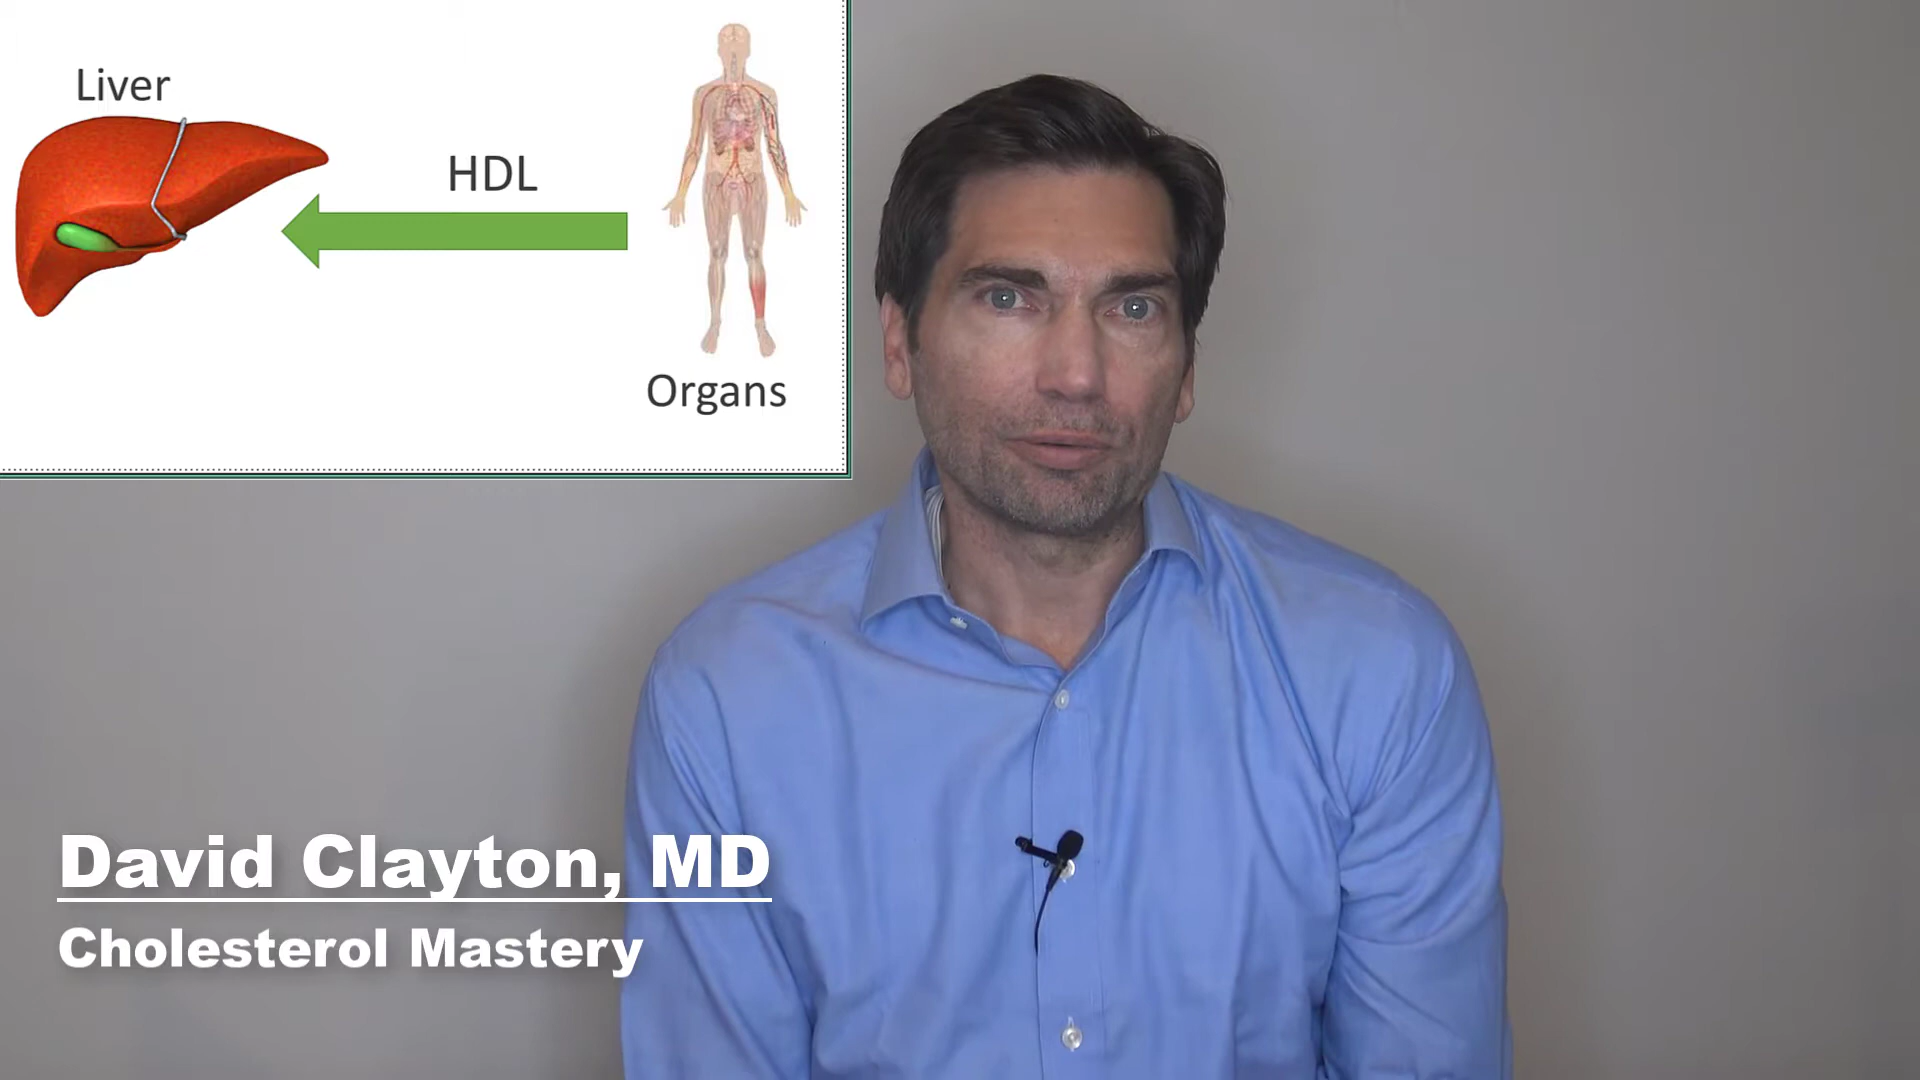 Liver
HDL
Organs
David Clayton, MD
Cholesterol Mastery